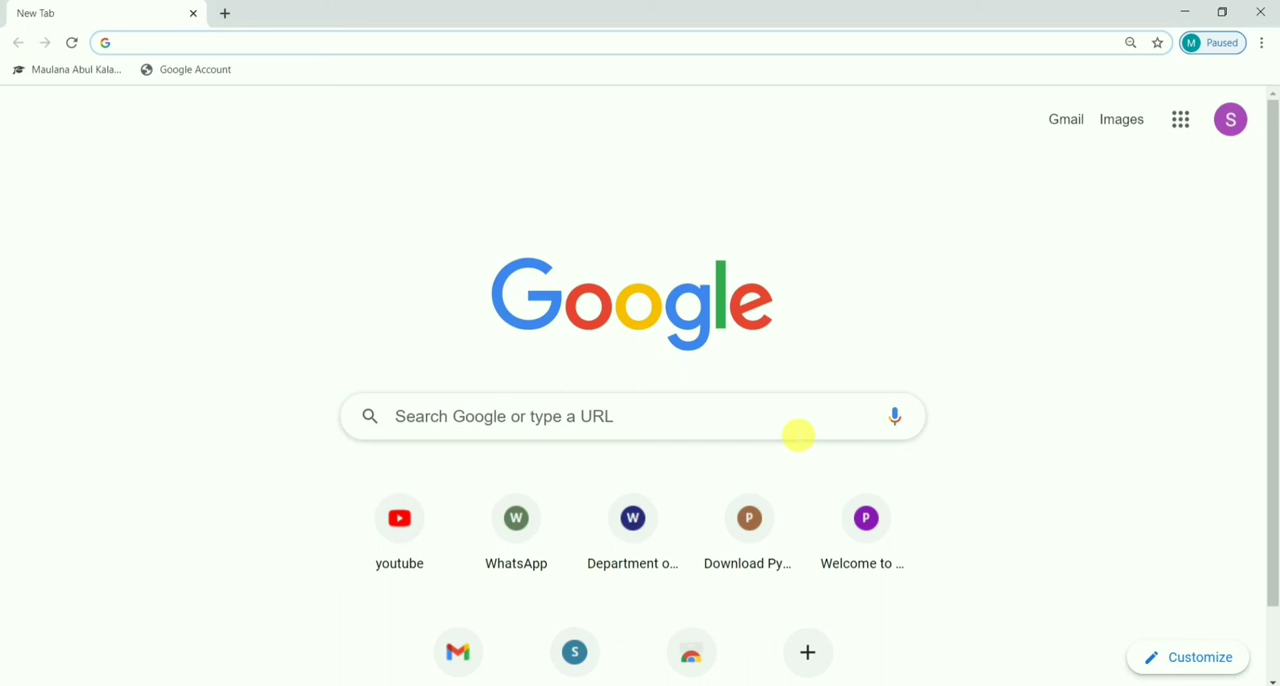 New Tab
M Paused
Maulana Abul Kala...
Google Account
Gmail Images S
Google
Search Google or type a URL
W W P P
youtube WhatsApp Department o... Download Py... Welcome to ...
S
Customize